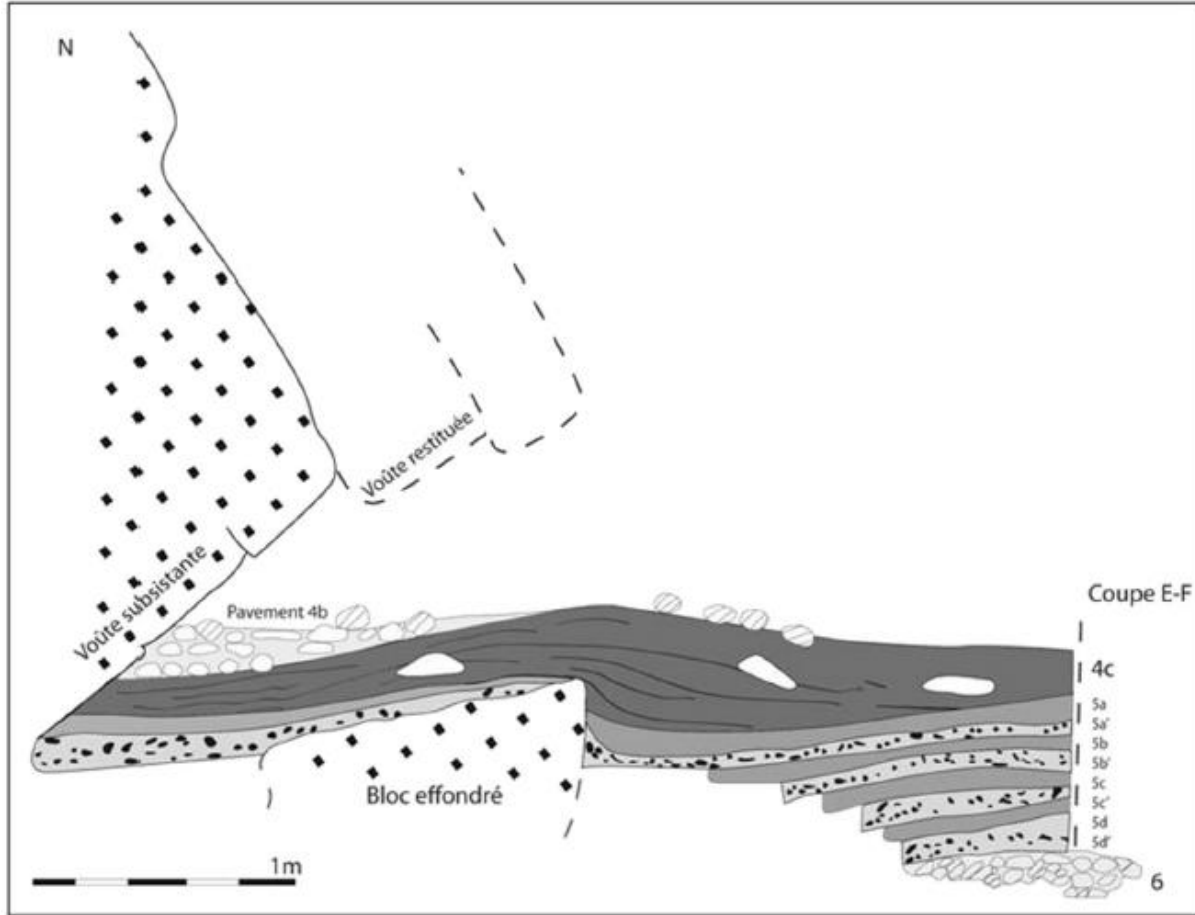 N
Voûte restituée
Voûte subsistante
Pavement 4b
Coupe E-F
4c
5a
5a'
5b
5b'
5c
5c'
5d
5d'
Bloc effondré
1m
6